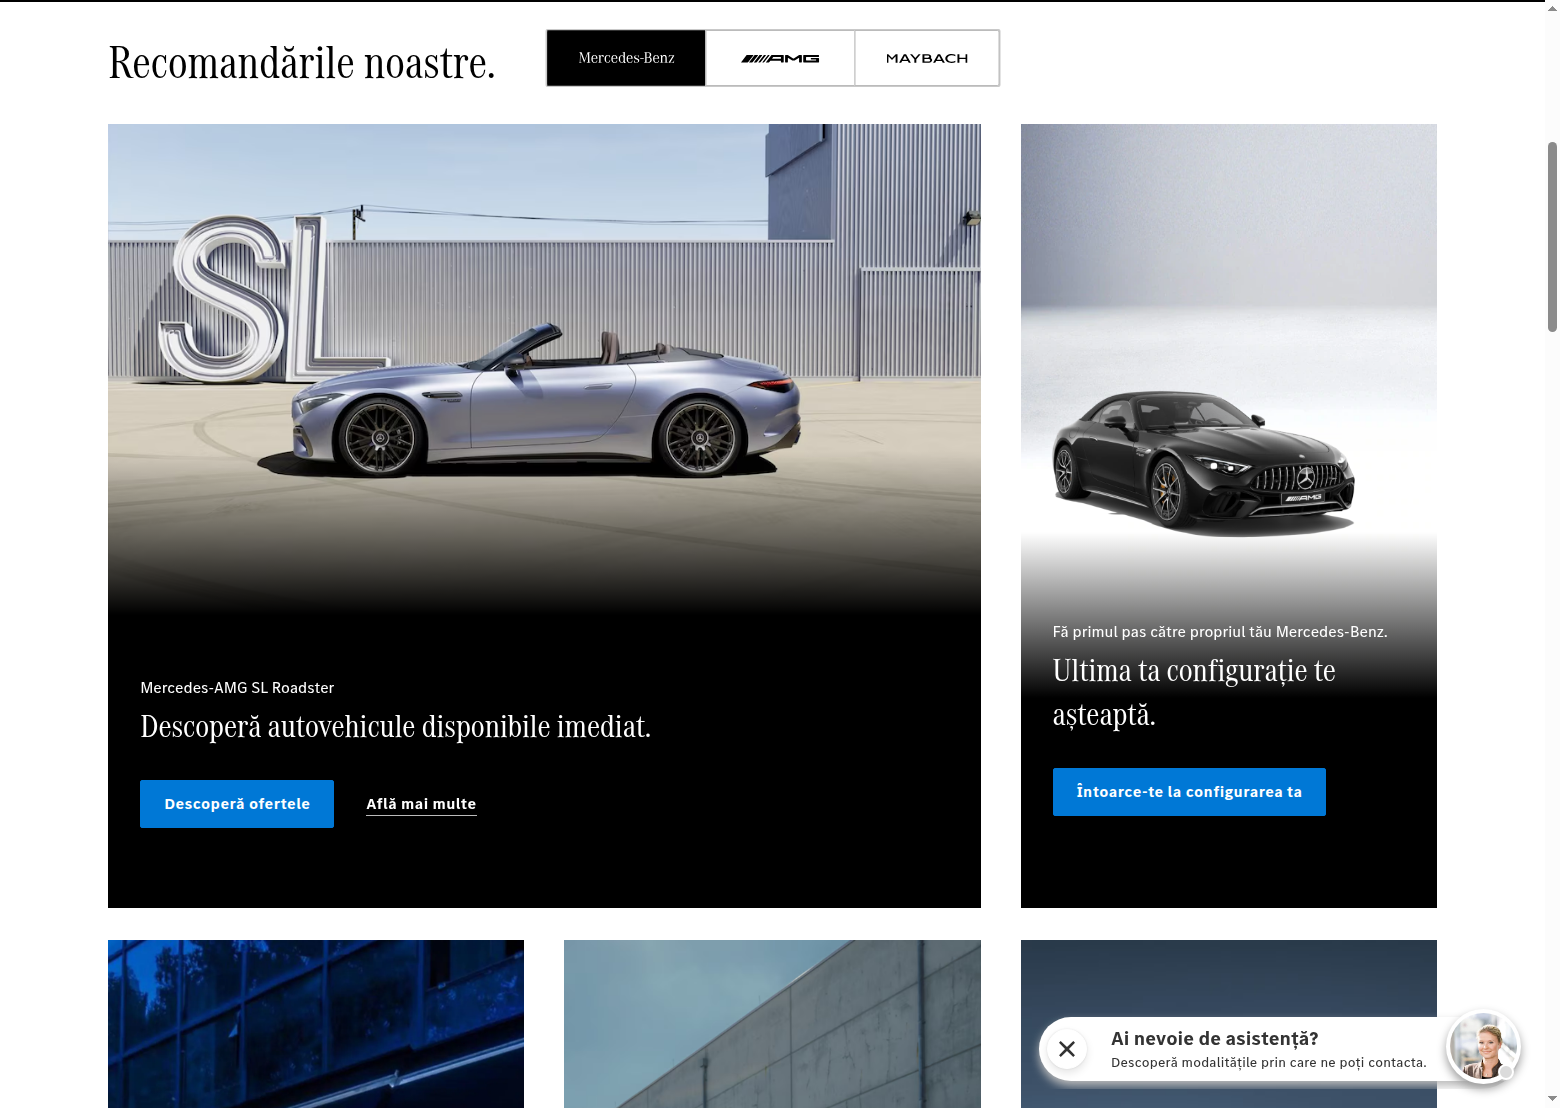 Recomandările noastre.
Mercedes-Benz
AMG
MAYBACH
SL
AMG
Mercedes-AMG SL Roadster
Descoperă autovehicule disponibile imediat.
Descoperă ofertele
Află mai multe
Fă primul pas către propriul tău Mercedes-Benz.
Ultima ta configurație te
așteaptă.
Întoarce-te la configurarea ta
Ai nevoie de asistență?
Descoperă modalitățile prin care ne poți contacta.